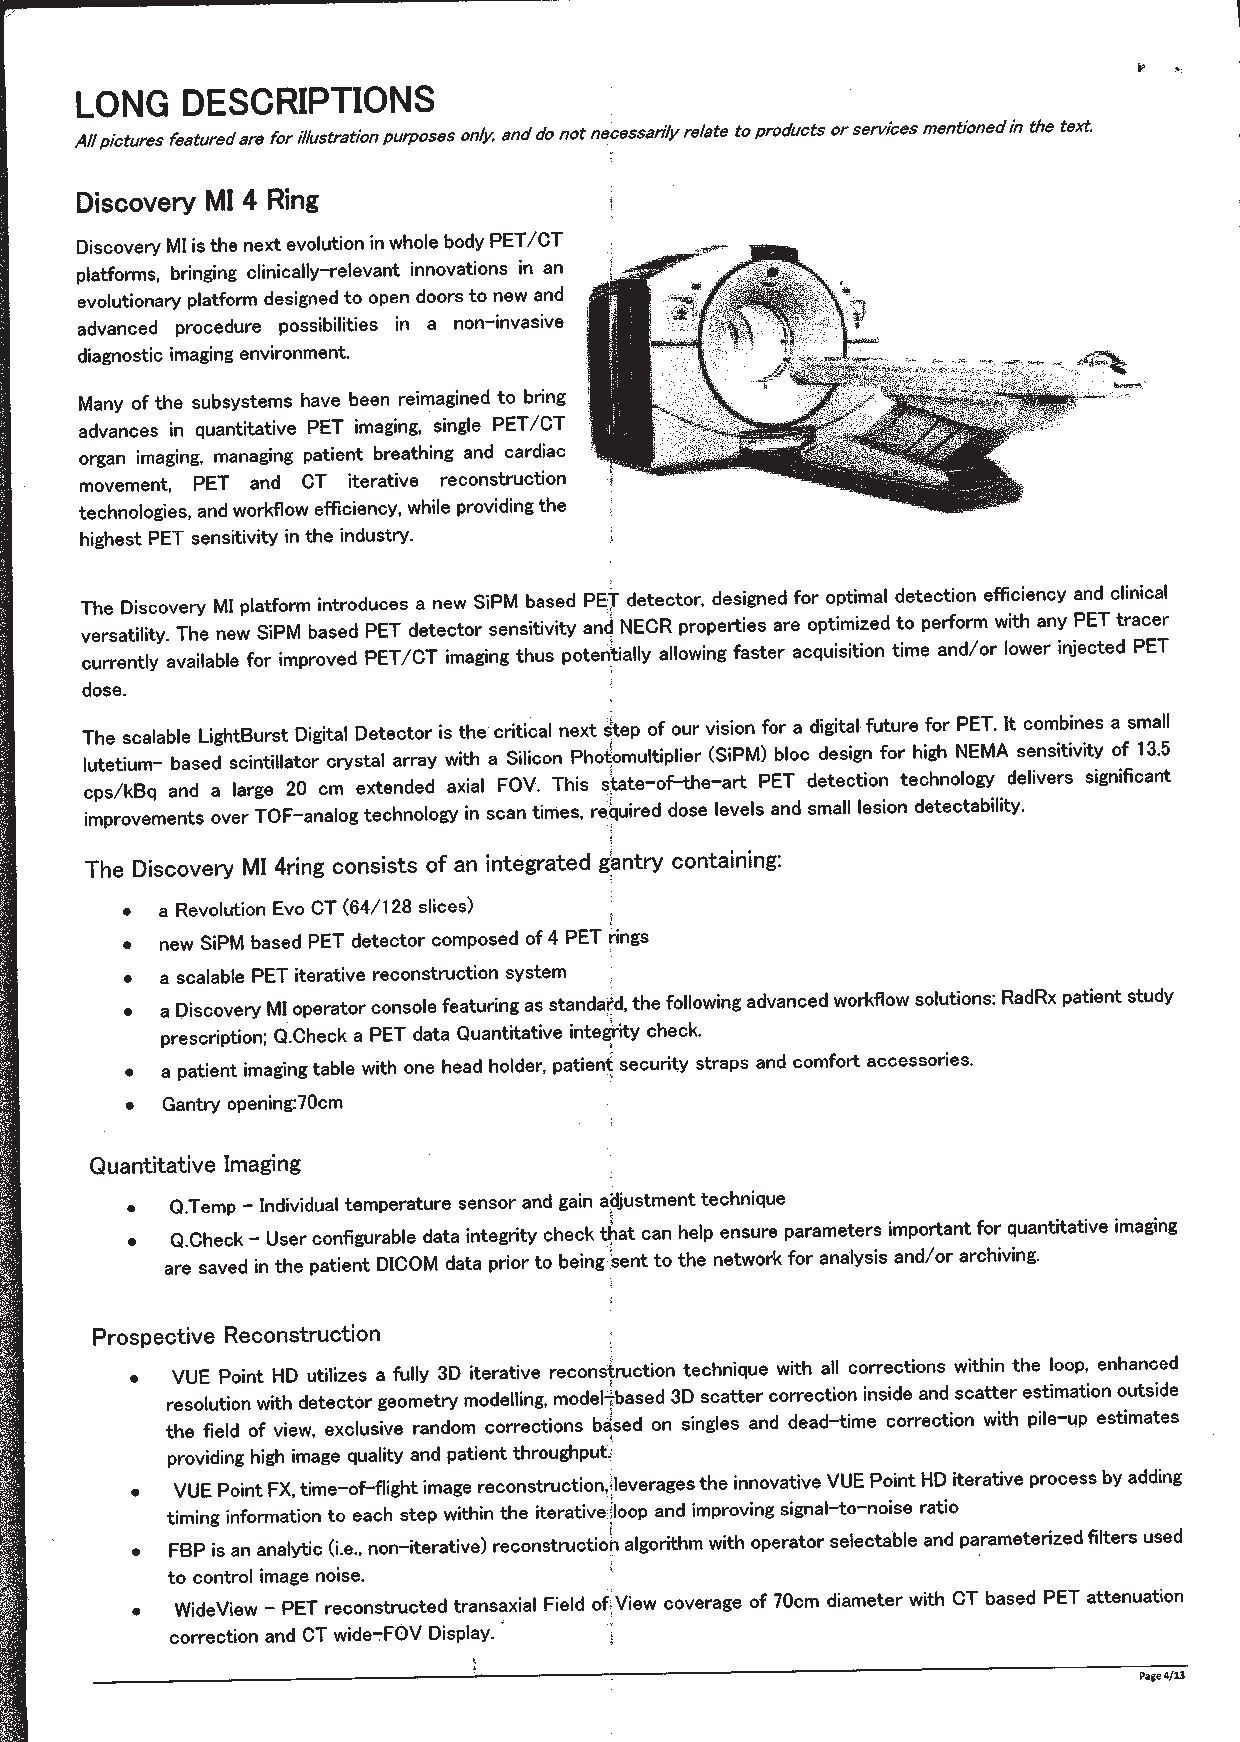 LONG DESCRIPTIONS
All pictures featured are for illustration purposes only, and do not necessarily relate to products or services mentioned in the text.
Discovery MI 4 Ring
Discovery MI is the next evolution in whole body PET/CT
platforms, bringing clinically-relevant innovations in an
evolutionary platform designed to open doors to new and
advanced procedure possibilities in a non-invasive
diagnostic imaging environment.
Many of the subsystems have been reimagined to bring
advances in quantitative PET imaging, single PET/CT
organ imaging, managing patient breathing and cardiac
movement, PET and CT iterative reconstruction
technologies, and workflow efficiency, while providing the
highest PET sensitivity in the industry.
The Discovery MI platform introduces a new SiPM based PET detector, designed for optimal detection efficiency and clinical
versatility. The new SiPM based PET detector sensitivity and NECR properties are optimized to perform with any PET tracer
currently available for improved PET/CT imaging thus potentially allowing faster acquisition time and/or lower injected PET
dose.
The scalable LightBurst Digital Detector is the critical next step of our vision for a digital future for PET. It combines a small
lutetium- based scintillator crystal array with a Silicon Photomultiplier (SiPM) bloc design for high NEMA sensitivity of 13.5
cps/kBq and a large 20 cm extended axial FOV. This state-of-the-art PET detection technology delivers significant
improvements over TOF-analog technology in scan times, required dose levels and small lesion detectability.
The Discovery MI 4ring consists of an integrated gantry containing:
• a Revolution Evo CT (64/128 slices)
• new SiPM based PET detector composed of 4 PET rings
• a scalable PET iterative reconstruction system
• a Discovery MI operator console featuring as standard, the following advanced workflow solutions: RadRx patient study
prescription; Q.Check a PET data Quantitative integrity check.
• a patient imaging table with one head holder, patient security straps and comfort accessories.
• Gantry opening:70cm
Quantitative Imaging
• Q.Temp - Individual temperature sensor and gain adjustment technique
• Q.Check - User configurable data integrity check that can help ensure parameters important for quantitative imaging
are saved in the patient DICOM data prior to being sent to the network for analysis and/or archiving.
Prospective Reconstruction
• VUE Point HD utilizes a fully 3D iterative reconstruction technique with all corrections within the loop, enhanced
resolution with detector geometry modelling, model-based 3D scatter correction inside and scatter estimation outside
the field of view, exclusive random corrections based on singles and dead-time correction with pile-up estimates
providing high image quality and patient throughput.
• VUE Point FX, time-of-flight image reconstruction, leverages the innovative VUE Point HD iterative process by adding
timing information to each step within the iterative loop and improving signal-to-noise ratio
• FBP is an analytic (i.e., non-iterative) reconstruction algorithm with operator selectable and parameterized filters used
to control image noise.
• WideView - PET reconstructed transaxial Field of View coverage of 70cm diameter with CT based PET attenuation
correction and CT wide-FOV Display.
Page 4/13